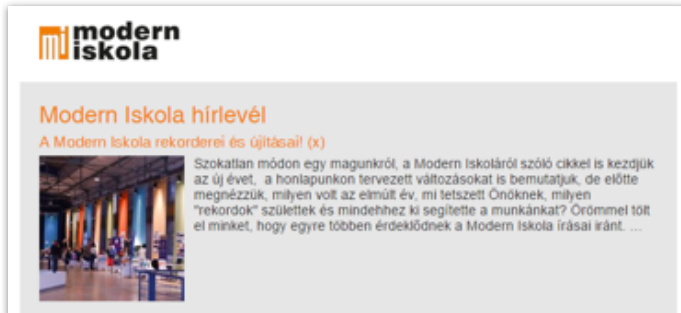 mi modern
iskola
Modern Iskola hírlevél
A Modern Iskola rekorderei és újításai! (x)
Szokatlan módon egy magunkról, a Modern Iskoláról szóló cikkel is kezdjük
az új évet, a honlapunkon tervezett változásokat is bemutatjuk, de előtte
megnézzük, milyen volt az elmúlt év, mi tetszett Önöknek, milyen
"rekordok" születtek és mindehhez ki segítette a munkánkat? Örömmel tölt
el minket, hogy egyre többen érdeklődnek a Modern Iskola írásai iránt. ...